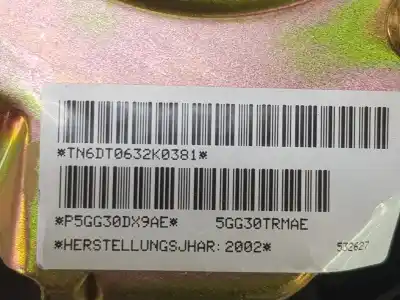 *TN6DT0632K0381*
*P5GG30DX9AE* 5GG30TRMAE
*HERSTELLUNGSJHAR: 2002* 532627